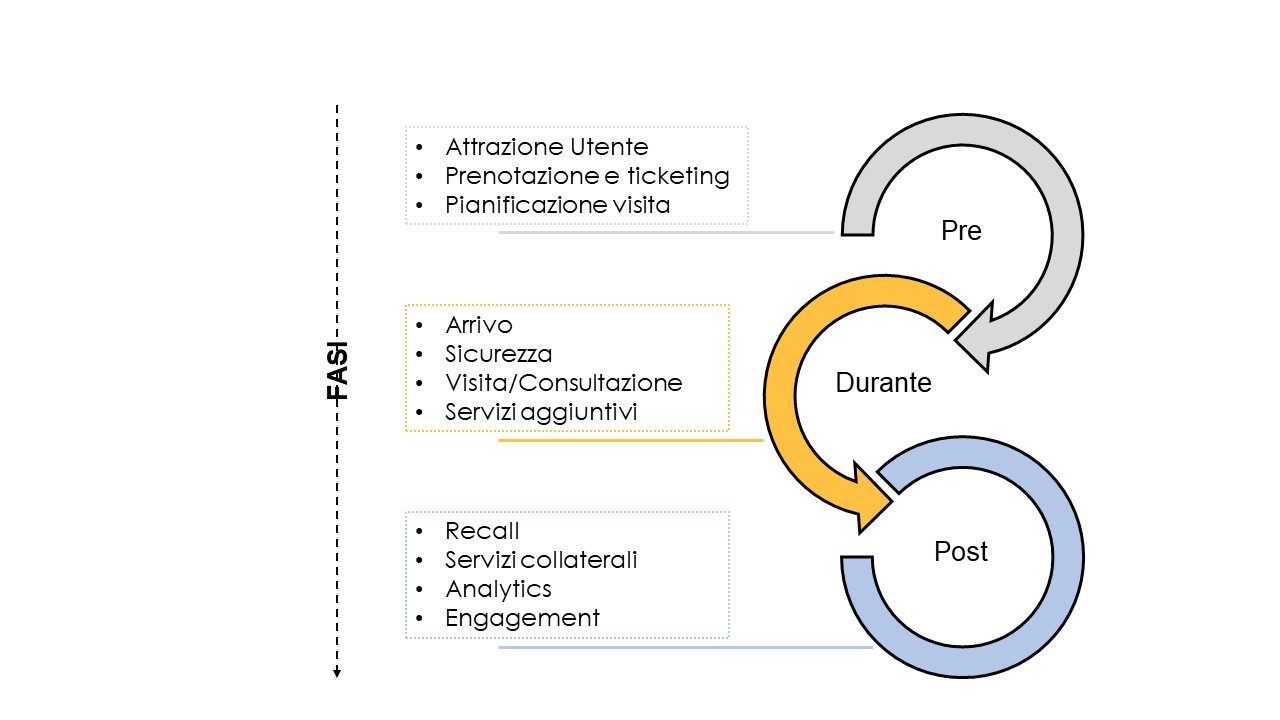 • Attrazione Utente
• Prenotazione e ticketing
• Pianificazione visita
Pre
FASI
• Arrivo
• Sicurezza
• Visita/Consultazione
• Servizi aggiuntivi
Durante
• Recall
• Servizi collaterali
• Analytics
• Engagement
Post